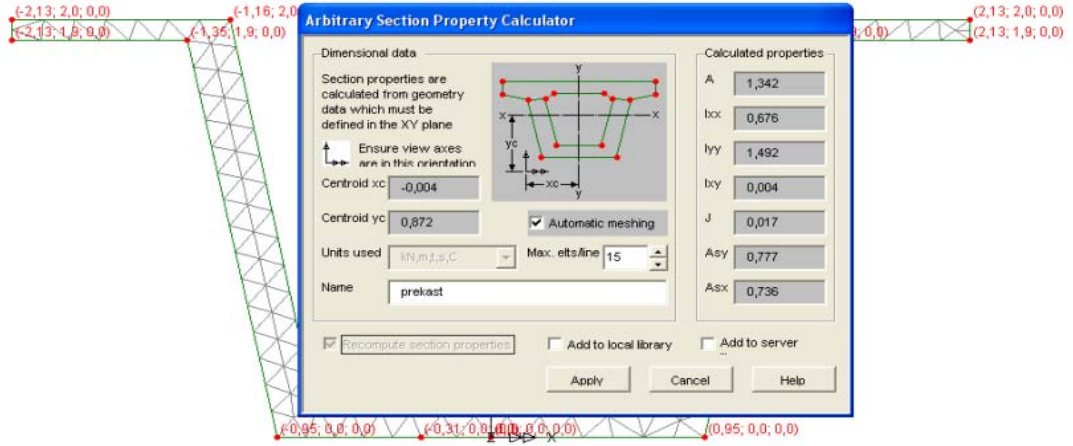 (-2,13; 2,0; 0,0)
(-1,16; 2,0
(2,13; 2,0; 0,0)
(-2,13; 1,9; 0,0)
(-1,35; 1,9; 0,0)
0,0)
(2,13; 1,9; 0,0)
Arbitrary Section Property Calculator
Dimensional data
Section properties are
calculated from geometry
data which must be
defined in the XY plane
Ensure view axes
are in this orientation
y
x
x
yc
xc
y
Centroid xc -0,004
Centroid yc 0,872
Automatic meshing
Units used kN,m,t,s,C
Max. elts/line 15
Name prekast
Calculated properties
A 1,342
Ixx 0,676
Iyy 1,492
Ixy 0,004
J 0,017
Asy 0,777
Asx 0,736
Recompute section properties
Add to local library
Add to server
Apply Cancel Help
(-0,95; 0,0; 0,0)
(-0,31; 0,0; 0,0)
X
(0,95; 0,0; 0,0)